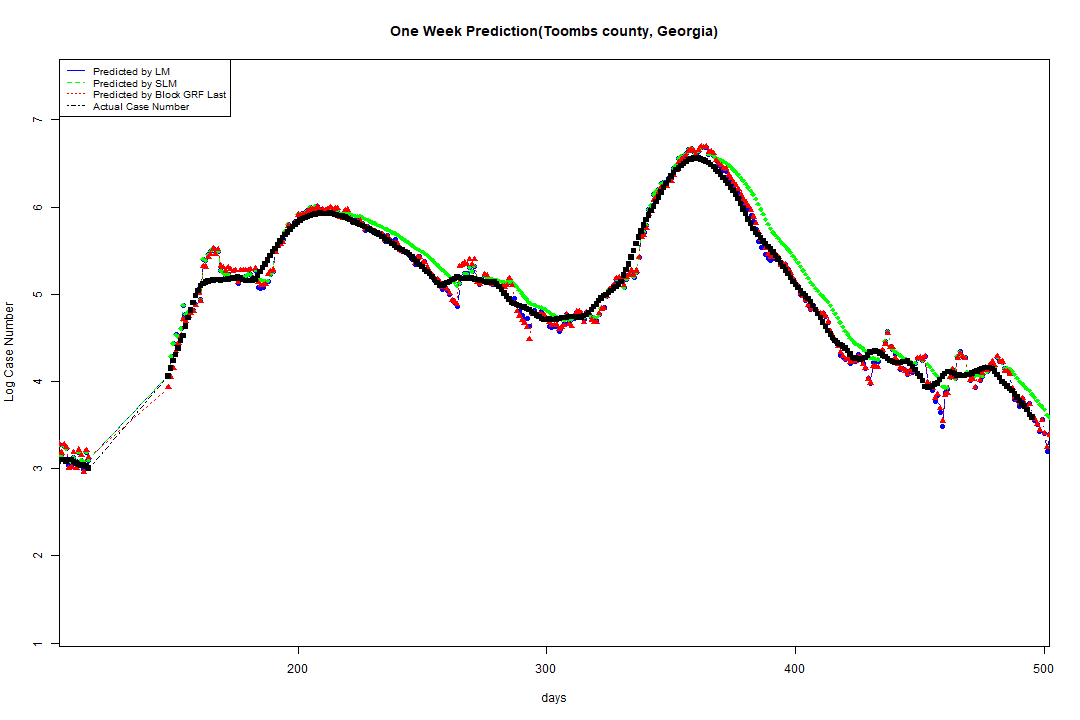 One Week Prediction(Toombs county, Georgia)
Predicted by LM
Predicted by SLM
Predicted by Block GRF Last
Actual Case Number
7
6
5
4
3
2
1
Log Case Number
200 300 400 500
days